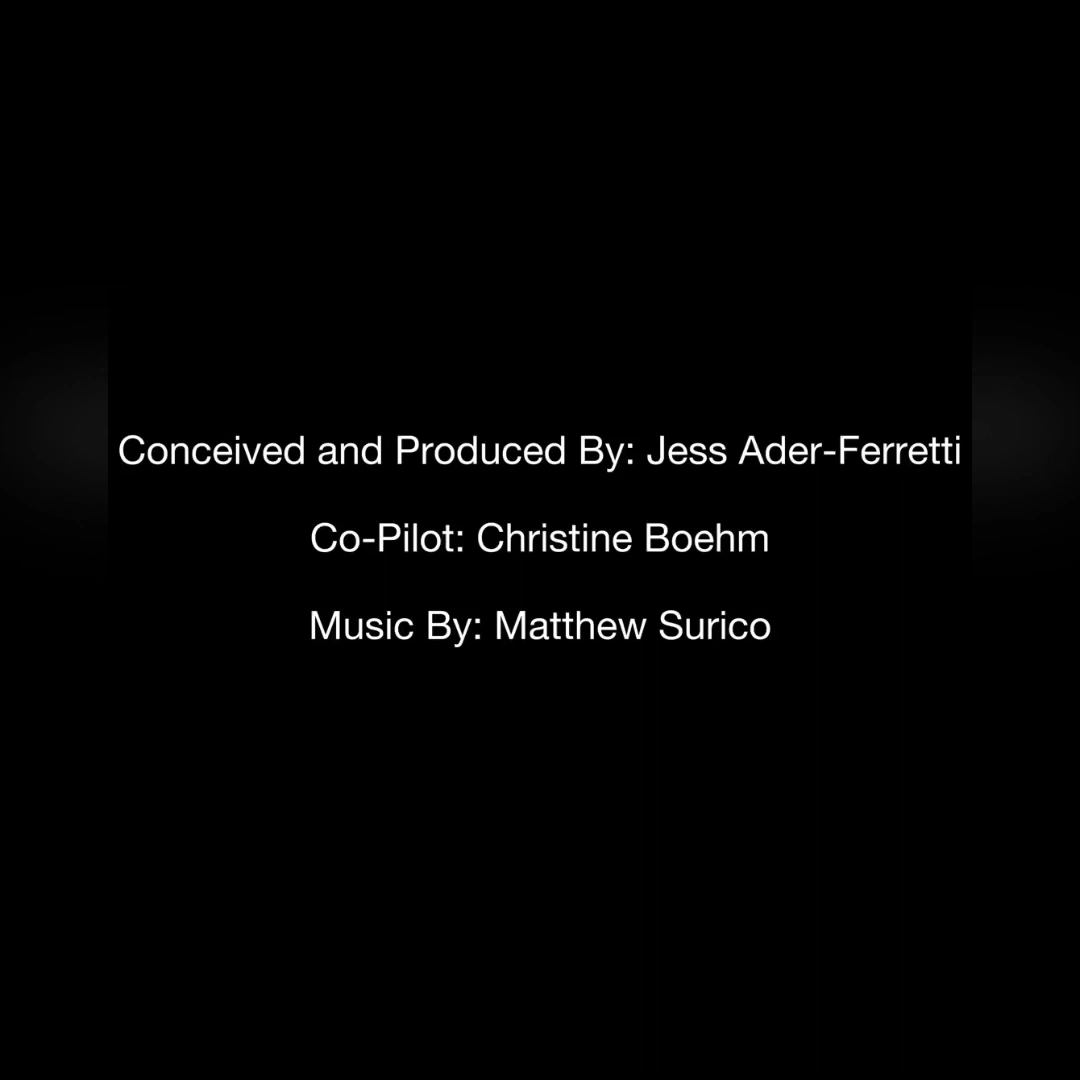 Conceived and Produced By: Jess Ader-Ferretti
Co-Pilot: Christine Boehm
Music By: Matthew Surico